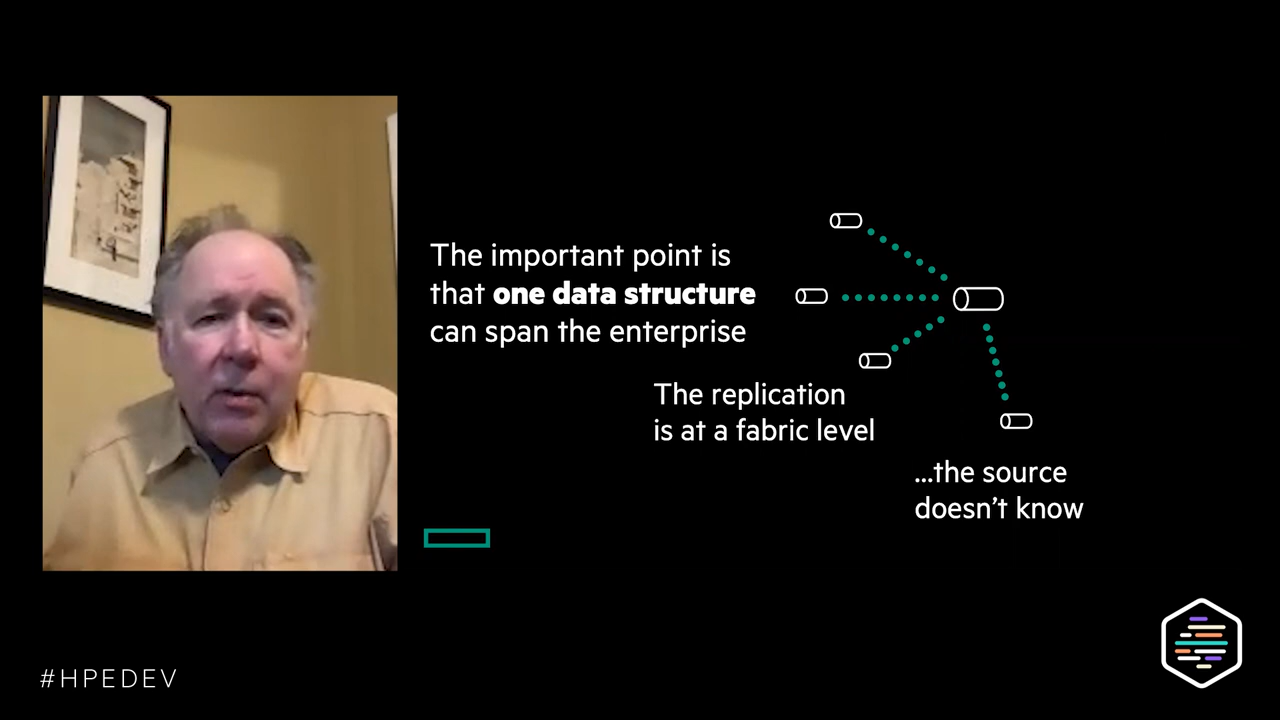 The important point is
that one data structure
can span the enterprise
The replication
is at a fabric level
...the source
doesn't know
#HPEDEV